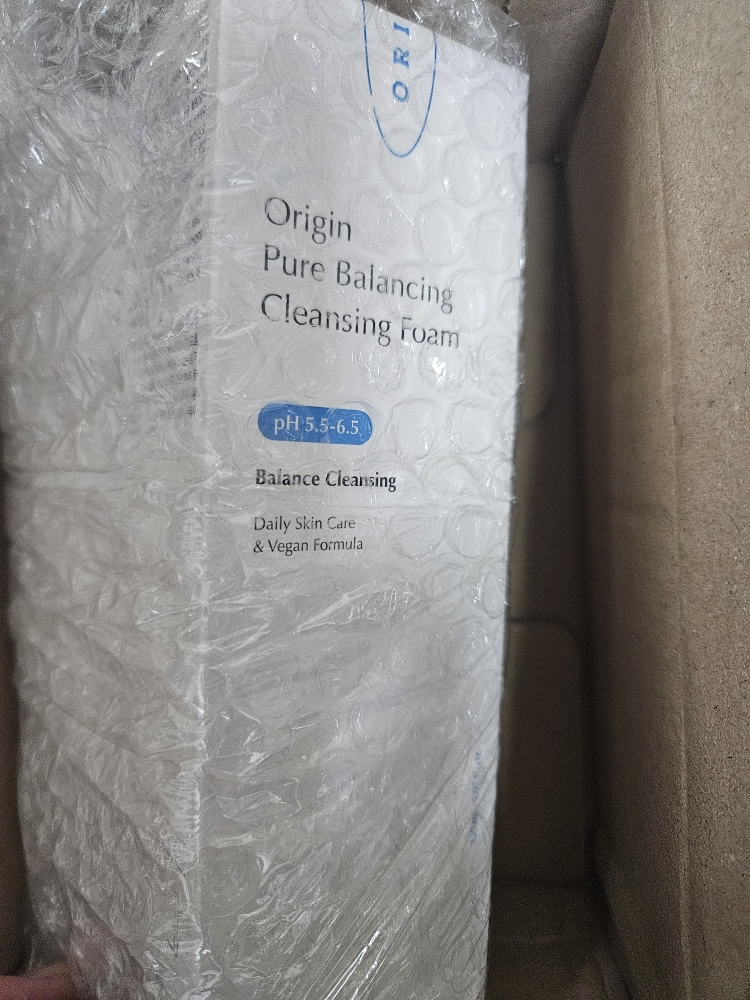 ORI
Origin
Pure Balancing
Cleansing Foam
pH 5.5-6.5
Balance Cleansing
Daily Skin Care
& Vegan Formula